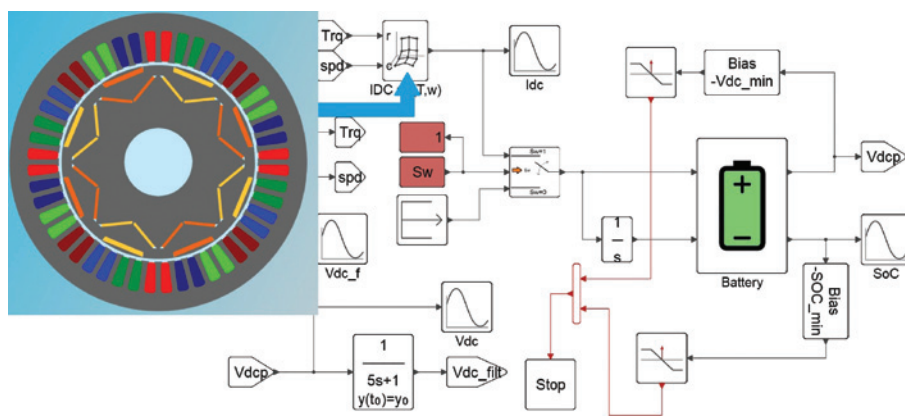 Trq
r
spd
c
IDC
T,w)
Idc
Bias
-Vdc_min
Trq
1
Sw=1
Vdcp
spd
Sw
Sw=0
+
1
s
Battery
SoC
Vdc_f
Bias
-SOC_min
Vdc
Vdcp
1
5s+1
y(t₀)=y₀
Vdc_filt
Stop